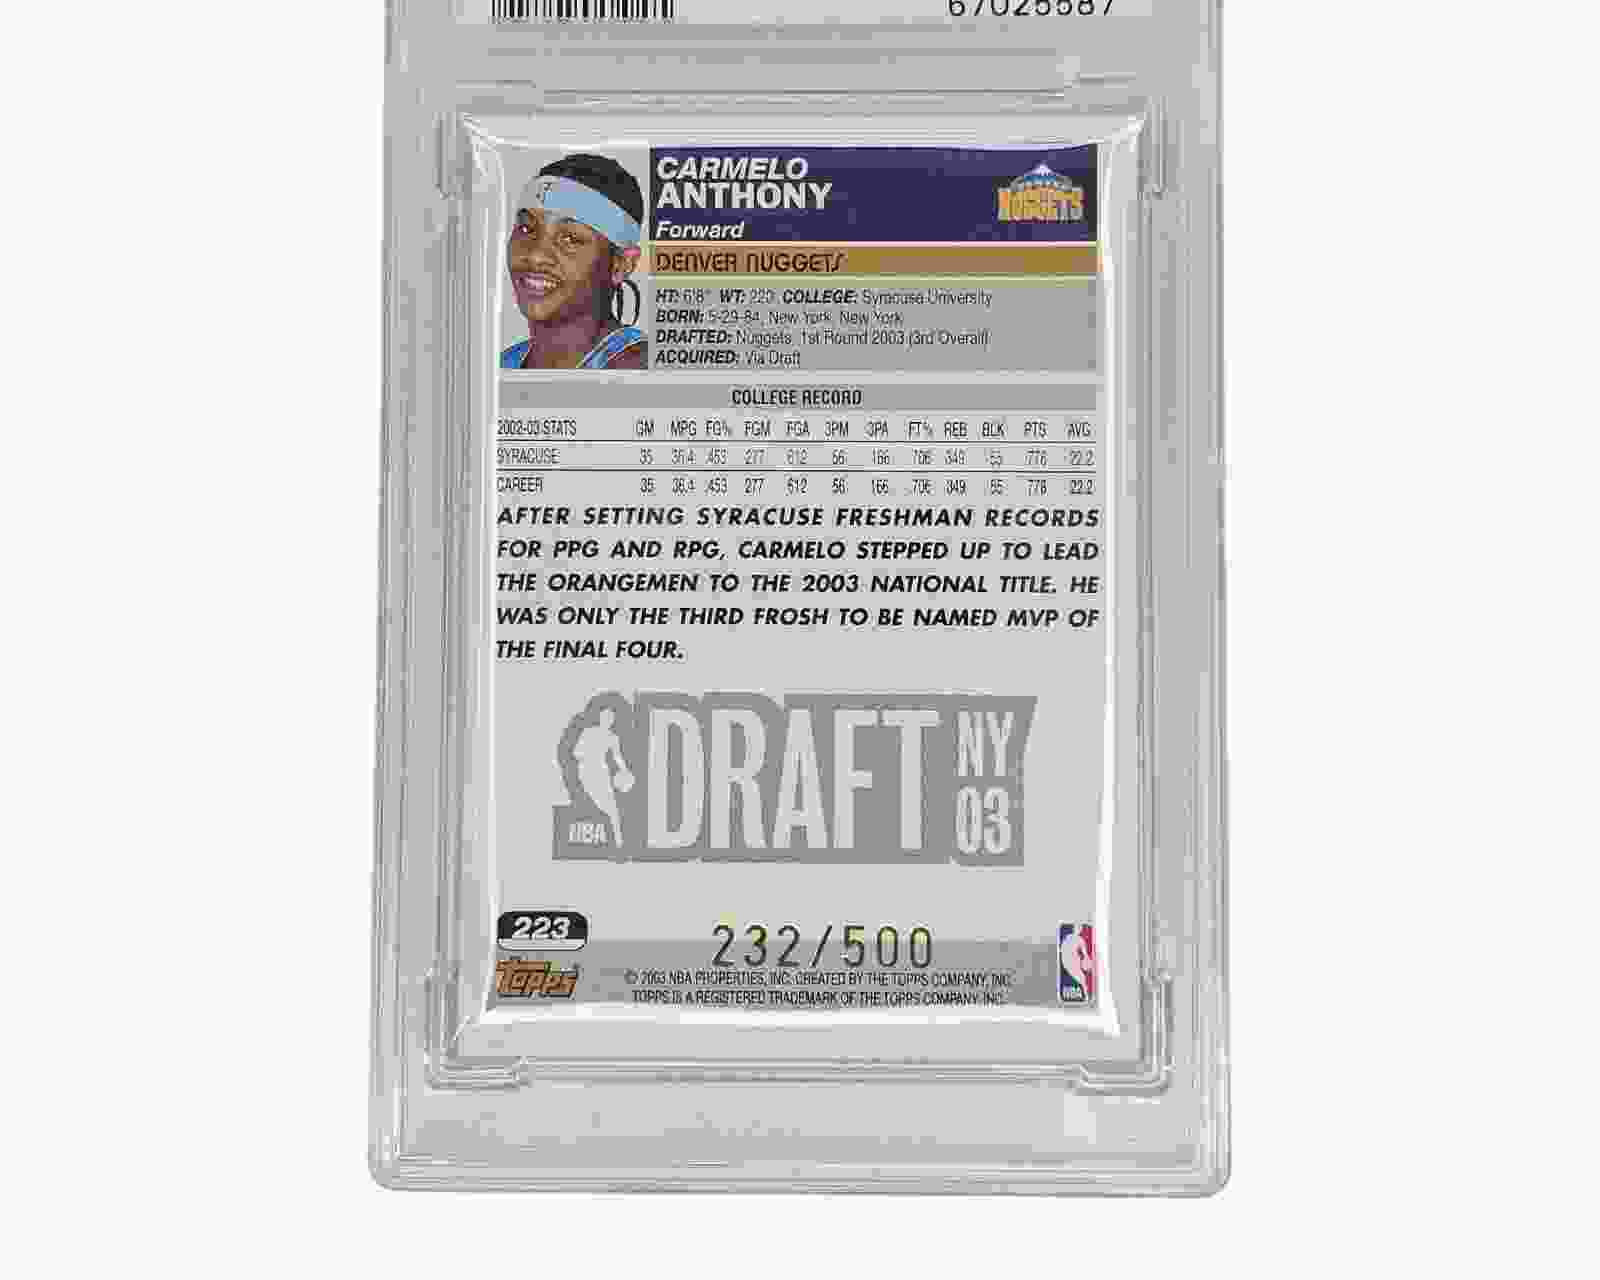 67025587
CARMELO
ANTHONY
Forward
NUGGETS
DENVER NUGGETS
HT: 6'8" WT: 220 COLLEGE: Syracuse University
BORN: 5-29-84, New York, New York
DRAFTED: Nuggets, 1st Round 2003 (3rd Overall)
ACQUIRED: Via Draft
COLLEGE RECORD
2002-03 STATS GM MPG FG% FGM FGA 3PM 3PA FT% REB BLK PTS AVG
SYRACUSE 35 36.4 .453 277 612 56 166 .706 349 778 22.2
CAREER 35 36.4 .453 277 612 56 166 .706 349 778 22.2
AFTER SETTING SYRACUSE FRESHMAN RECORDS
FOR PPG AND RPG, CARMELO STEPPED UP TO LEAD
THE ORANGEMEN TO THE 2003 NATIONAL TITLE. HE
WAS ONLY THE THIRD FROSH TO BE NAMED MVP OF
THE FINAL FOUR.
NBA DRAFT NY 03
223
232/500
Topps
© 2003 NBA PROPERTIES, INC. CREATED BY THE TOPPS COMPANY, INC.
TOPPS IS A REGISTERED TRADEMARK OF THE TOPPS COMPANY, INC.
NBA